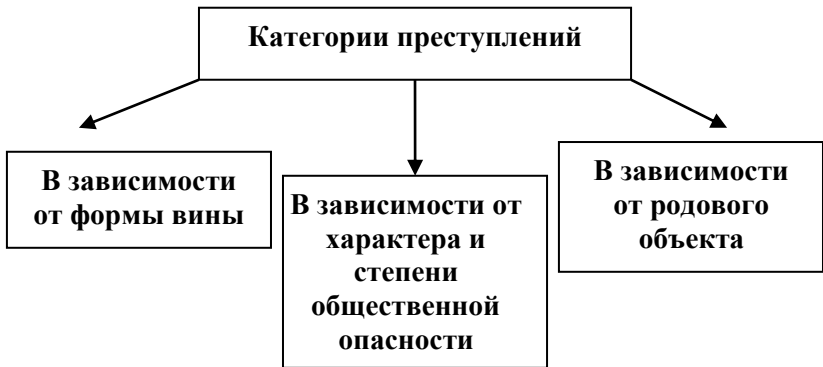 Категории преступлений
В зависимости
от формы вины
В зависимости от
характера и
степени
общественной
опасности
В зависимости
от родового
объекта